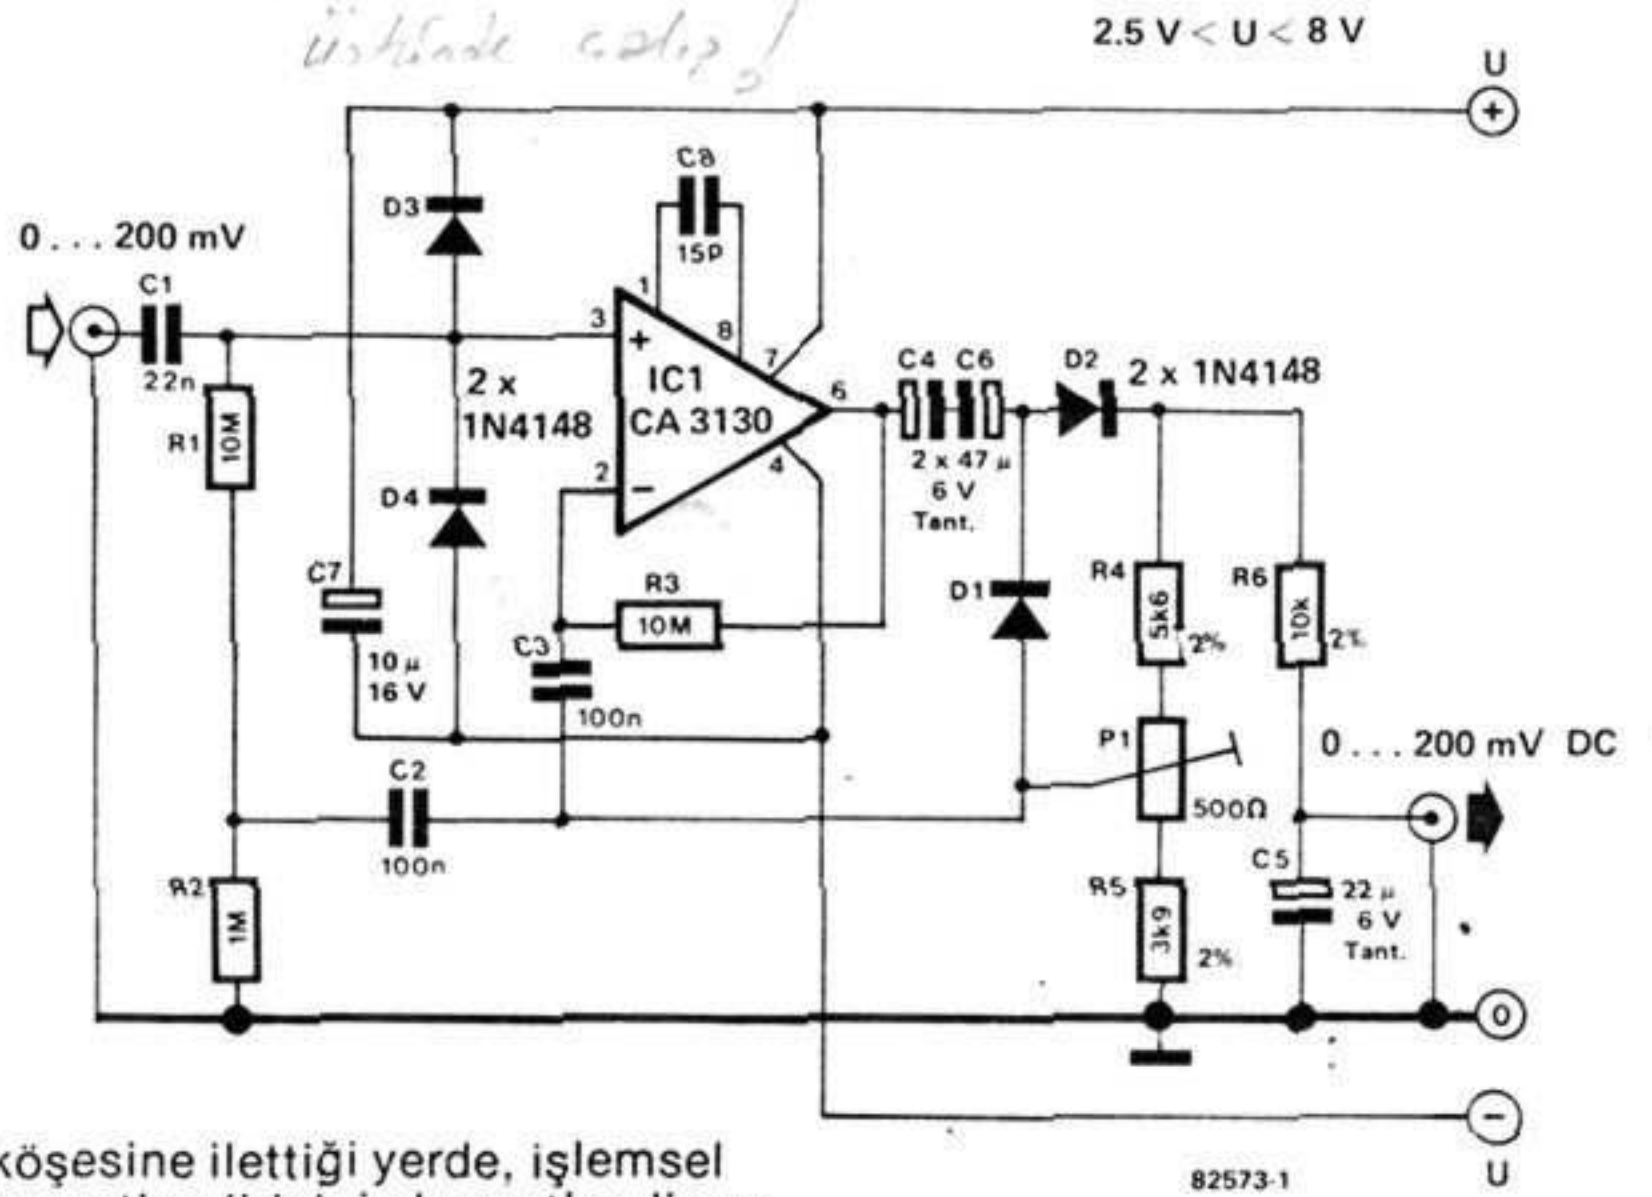 üstünde çalış!
2.5 V < U < 8 V
U
+
C8
D3
0 . . . 200 mV
15p
C1
1
3
8
+
7
22n
2 x
1N4148
IC1
CA 3130
6
C4
C6
D2
2 x 1N4148
R1
10M
2
−
4
2 x 47 µ
6 V
Tant.
D4
C7
R3
10M
D1
R4
5k6
2%
R6
10k
2%
C3
10 µ
16 V
100n
P1
500Ω
0 . . . 200 mV DC
C2
100n
R2
1M
R5
3k9
2%
C5
22 µ
6 V
Tant.
0
−
U
köşesine ilettiği yerde, işlemsel
82573-1